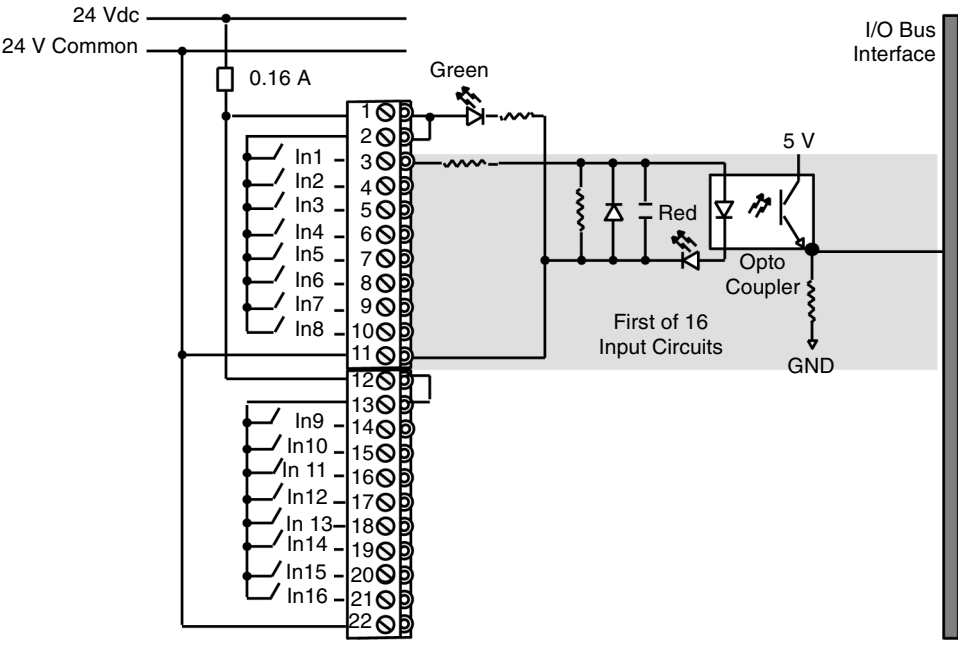 24 Vdc
24 V Common
0.16 A
Green
I/O Bus
Interface
5 V
1
2
In1 3
In2 4
In3 5
In4 6
In5 7
In6 8
In7 9
In8 10
11
12
13
In9 14
In10 15
In 11 16
In12 17
In 13 18
In14 19
In15 20
In16 21
22
Red
Opto
Coupler
First of 16
Input Circuits
GND